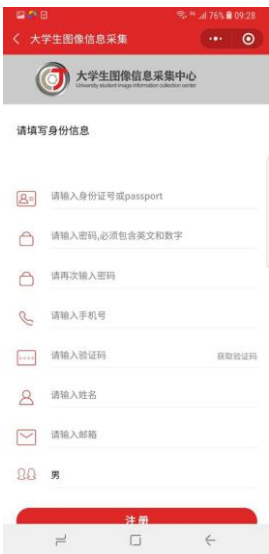 76% 09:28
大学生图像信息采集
大学生图像信息采集中心
University student image information collection center
请填写身份信息
请输入身份证号或passport
请输入密码,必须包含英文和数字
请再次输入密码
请输入手机号
请输入验证码 获取验证码
请输入姓名
请输入邮箱
男
注册